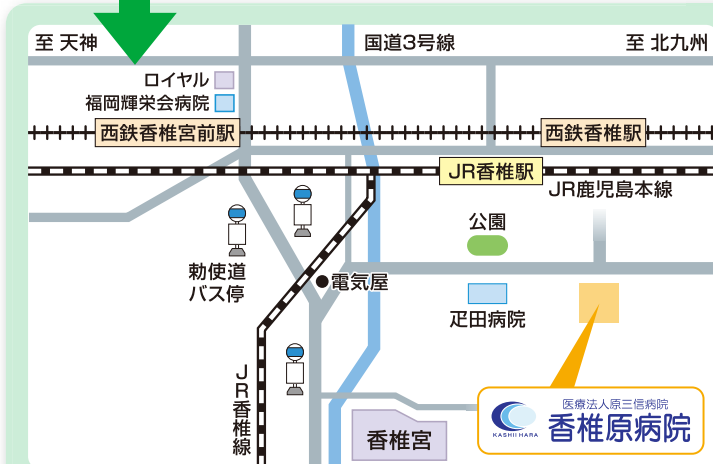 至 天神
国道3号線
至 北九州
ロイヤル
福岡輝栄会病院
西鉄香椎宮前駅
西鉄香椎駅
JR香椎駅
JR鹿児島本線
公園
勅使道
バス停
電気屋
疋田病院
JR香椎線
医療法人原三信病院
香椎原病院
KASHII HARA
香椎宮